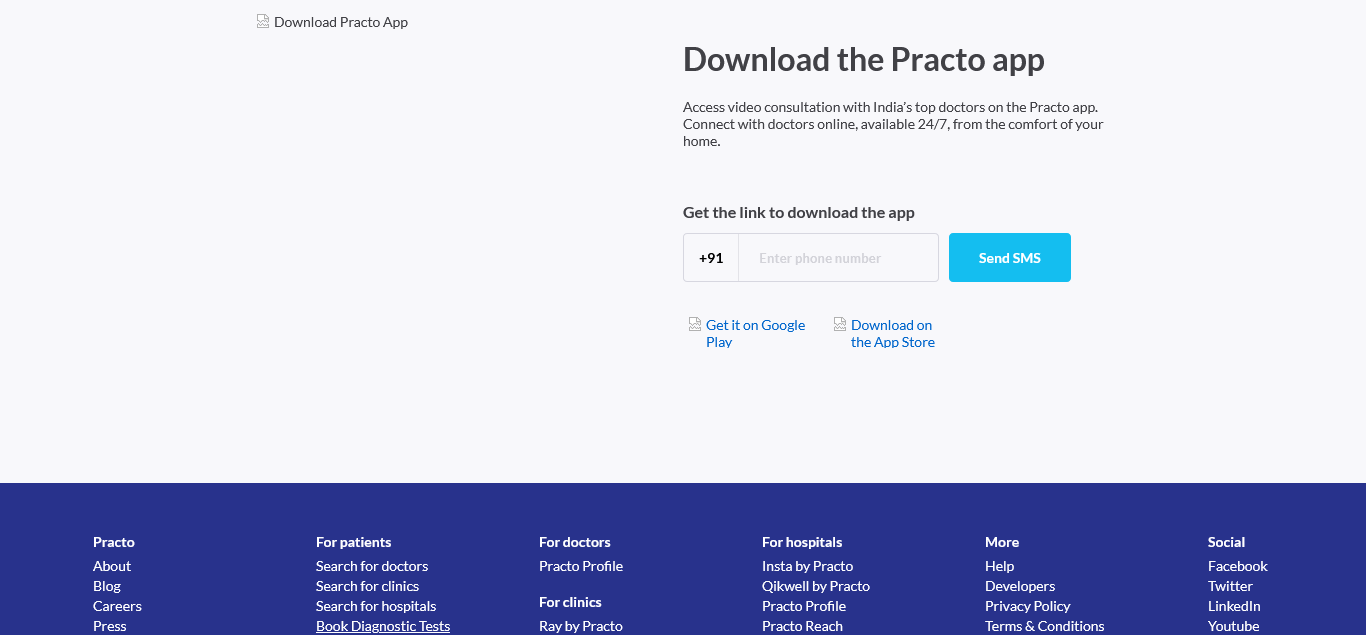 Download Practo App
Download the Practo app
Access video consultation with India's top doctors on the Practo app.
Connect with doctors online, available 24/7, from the comfort of your
home.
Get the link to download the app
+91
Enter phone number
Send SMS
Get it on Google
Play
Download on
the App Store
Practo
About
Blog
Careers
Press
For patients
Search for doctors
Search for clinics
Search for hospitals
Book Diagnostic Tests
For doctors
Practo Profile
For clinics
Ray by Practo
For hospitals
Insta by Practo
Qikwell by Practo
Practo Profile
Practo Reach
More
Help
Developers
Privacy Policy
Terms & Conditions
Social
Facebook
Twitter
LinkedIn
Youtube